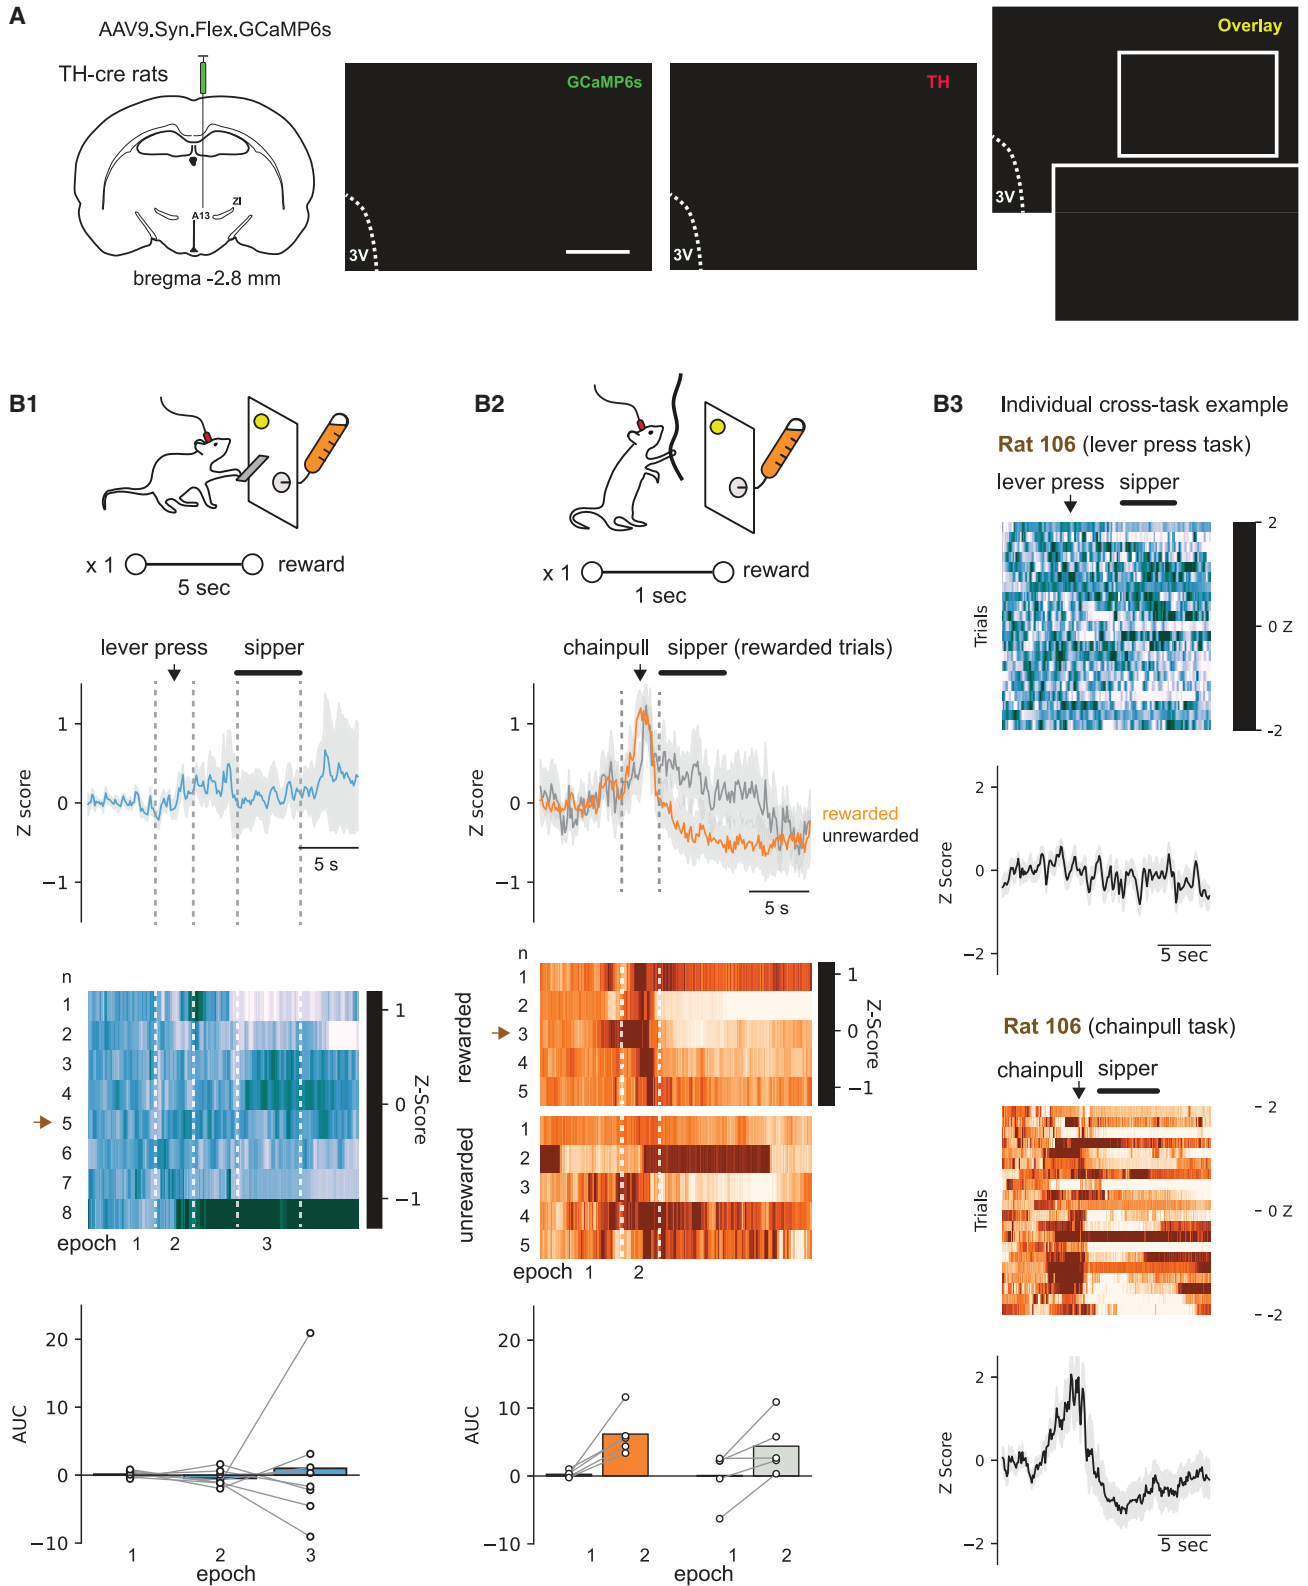 A
AAV9.Syn.Flex.GCaMP6s
TH-cre rats
ZI
A13
bregma -2.8 mm
GCaMP6s
3V
TH
3V
Overlay
3V
B1
x 1
reward
5 sec
lever press
sipper
1
0
−1
Z score
5 s
n
1
2
3
4
5
6
7
8
epoch 1 2 3
1
0
−1
Z-Score
20
10
0
−10
AUC
1 2 3
epoch
B2
x 1
reward
1 sec
chainpull
sipper (rewarded trials)
1
0
−1
Z score
rewarded
unrewarded
5 s
n
1
2
3
4
5
rewarded
1
0
−1
Z-Score
1
2
3
4
5
unrewarded
epoch 1 2
20
10
0
−10
AUC
1 2 1 2
epoch
B3
Individual cross-task example
Rat 106 (lever press task)
lever press
sipper
Trials
2
0 Z
-2
2
0
−2
Z Score
5 sec
Rat 106 (chainpull task)
chainpull
sipper
Trials
2
0 Z
-2
2
0
−2
Z Score
5 sec